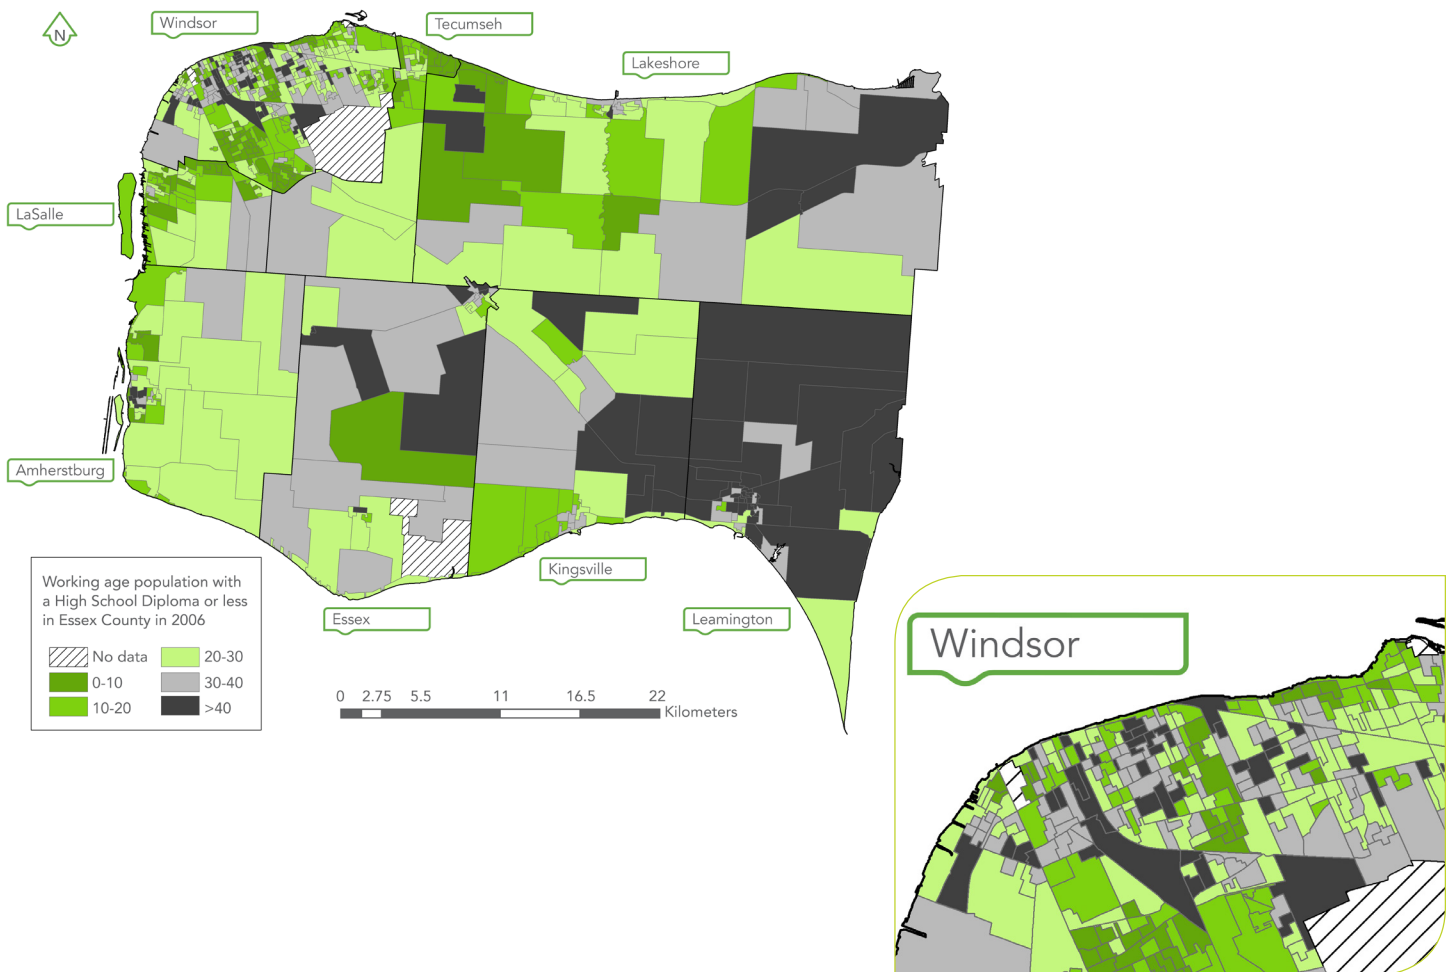 N
Windsor
Tecumseh
Lakeshore
LaSalle
Amherstburg
Working age population with
a High School Diploma or less
in Essex County in 2006
No data
20-30
0-10
30-40
10-20
>40
Essex
Kingsville
Leamington
0 2.75 5.5 11 16.5 22
Kilometers
Windsor